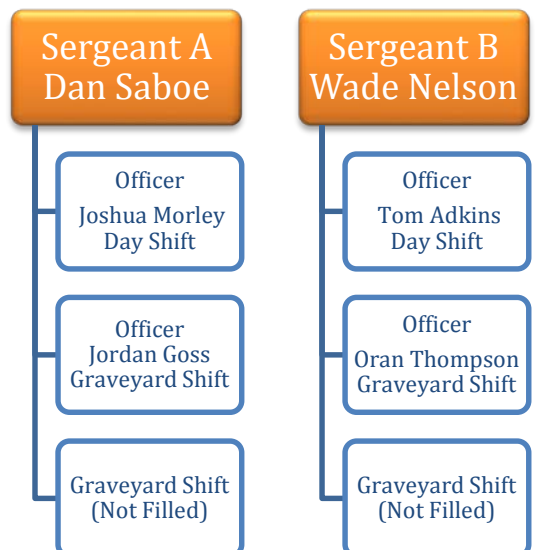 Sergeant A
Dan Saboe
Officer
Joshua Morley
Day Shift
Officer
Jordan Goss
Graveyard Shift
Graveyard Shift
(Not Filled)
Sergeant B
Wade Nelson
Officer
Tom Adkins
Day Shift
Officer
Oran Thompson
Graveyard Shift
Graveyard Shift
(Not Filled)